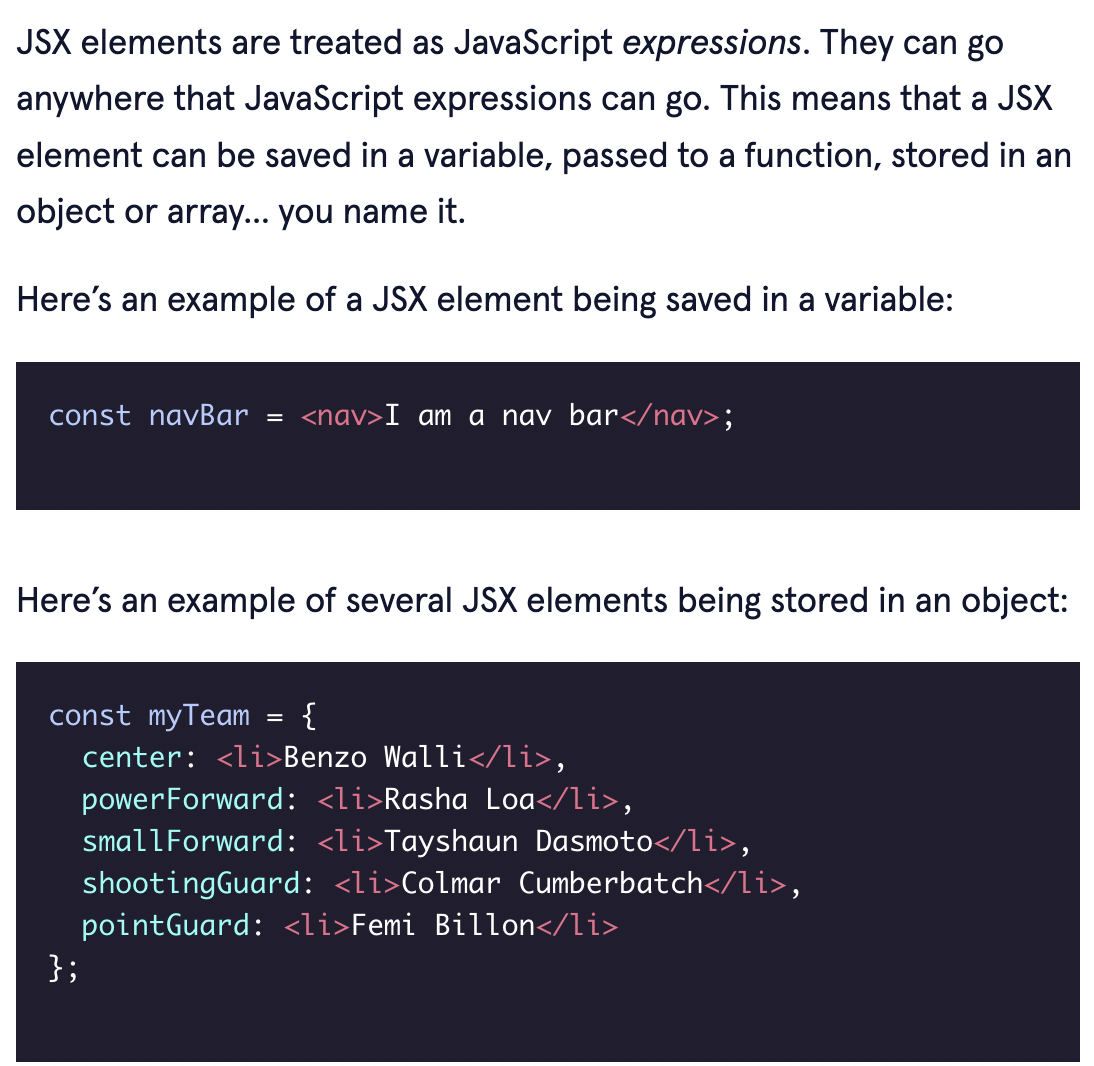 JSX elements are treated as JavaScript expressions. They can go
anywhere that JavaScript expressions can go. This means that a JSX
element can be saved in a variable, passed to a function, stored in an
object or array… you name it.
Here’s an example of a JSX element being saved in a variable:
const navBar = <nav>I am a nav bar</nav>;
Here’s an example of several JSX elements being stored in an object:
const myTeam = {
  center: <li>Benzo Walli</li>,
  powerForward: <li>Rasha Loa</li>,
  smallForward: <li>Tayshaun Dasmoto</li>,
  shootingGuard: <li>Colmar Cumberbatch</li>,
  pointGuard: <li>Femi Billon</li>
};